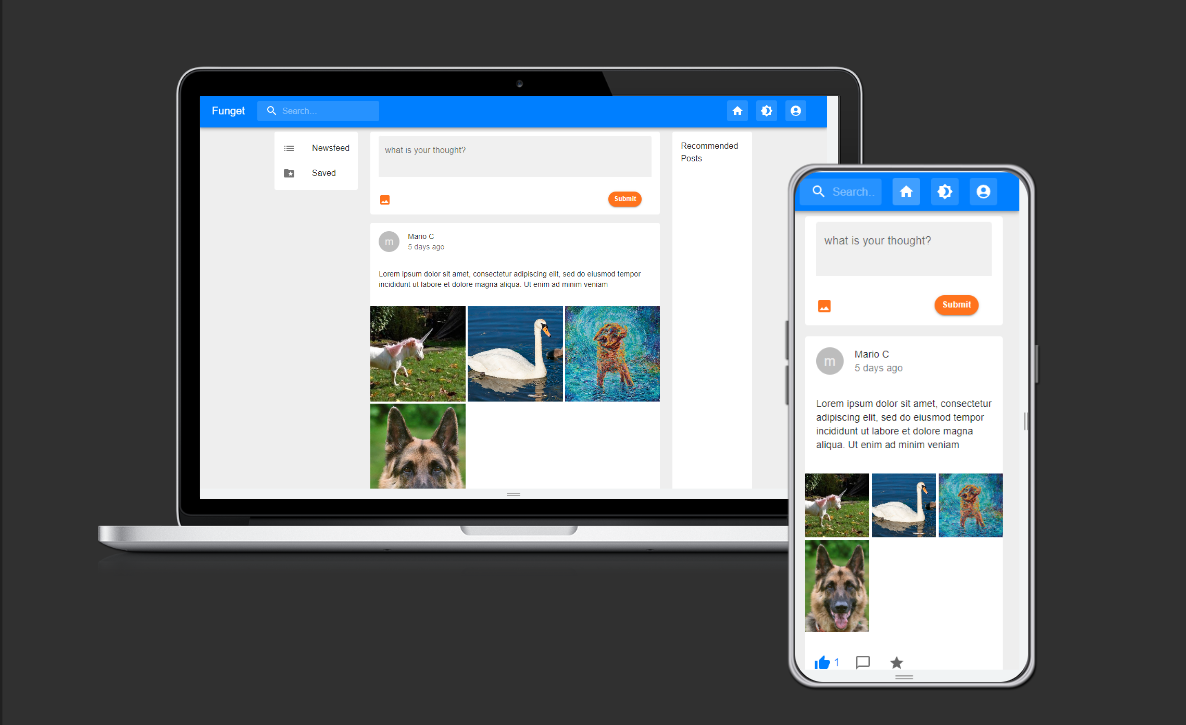 Funget
Search...
Newsfeed
Saved
what is your thought?
Submit
Recommended
Posts
m
Mario C
5 days ago
Lorem ipsum dolor sit amet, consectetur adipiscing elit, sed do eiusmod tempor
incididunt ut labore et dolore magna aliqua. Ut enim ad minim veniam
Search...
what is your thought?
Submit
m
Mario C
5 days ago
Lorem ipsum dolor sit amet, consectetur
adipiscing elit, sed do eiusmod tempor
incididunt ut labore et dolore magna
aliqua. Ut enim ad minim veniam
1